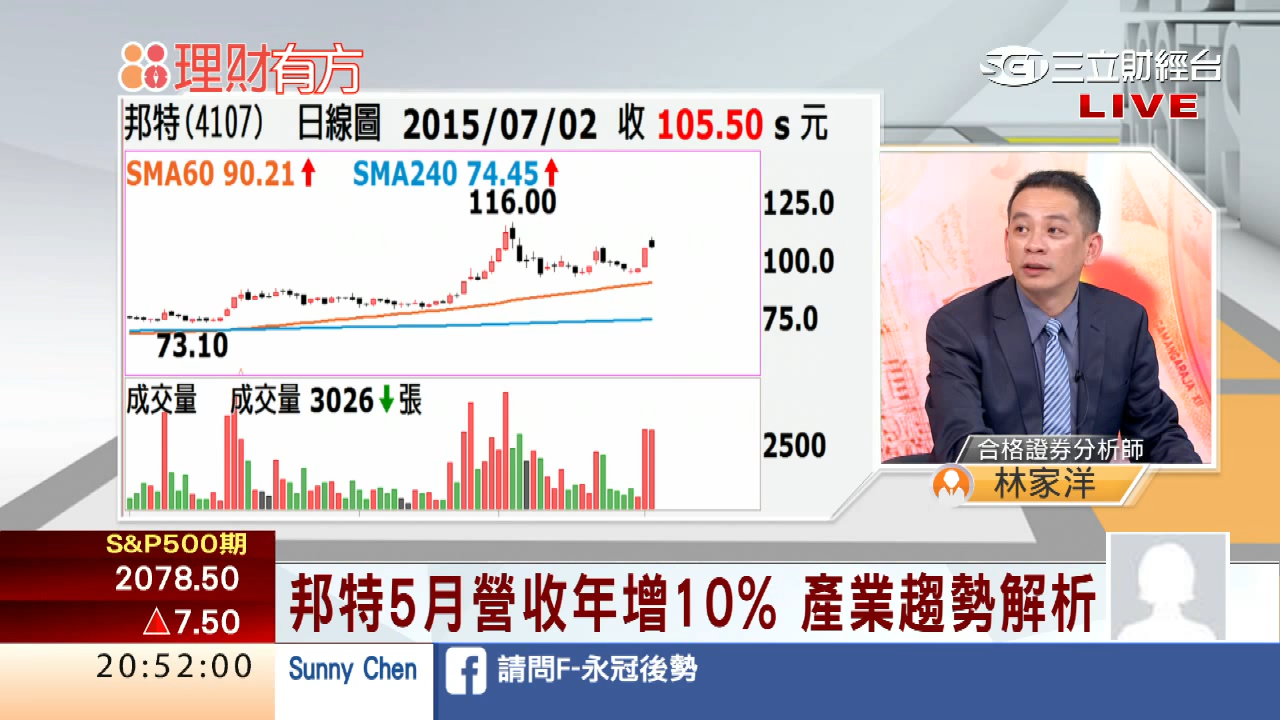 理財有方
SET 三立財經台
LIVE
邦特(4107) 日線圖 2015/07/02 收 105.50 s 元
SMA60 90.21 SMA240 74.45
116.00
125.0
100.0
75.0
73.10
成交量 成交量 3026 張
2500
合格證券分析師
林家洋
S&P500期
2078.50
△7.50
邦特5月營收年增10% 產業趨勢解析
20:52:00
Sunny Chen
f 請問F-永冠後勢